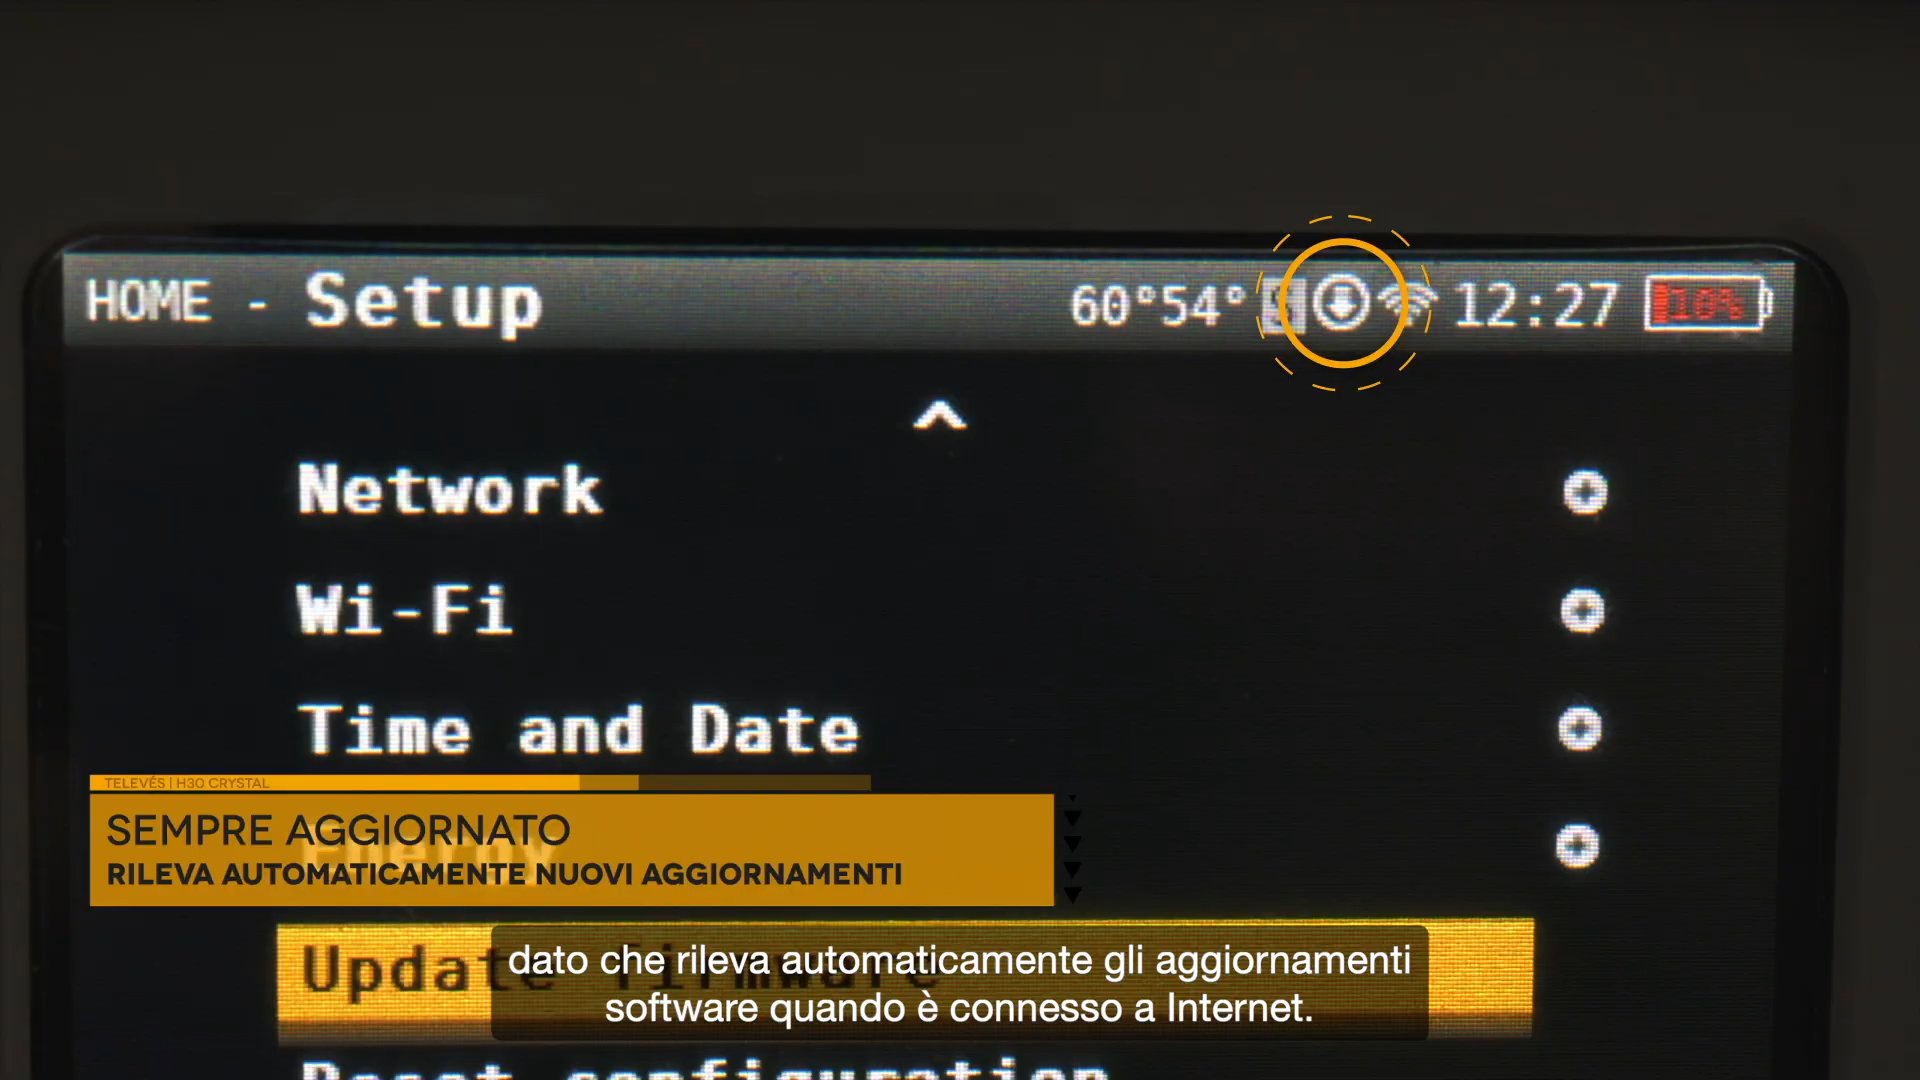 HOME - Setup 60°54° 12:27 10%
Network
Wi-Fi
Time and Date
TELEVÉS | H30 CRYSTAL
SEMPRE AGGIORNATO
Energy
RILEVA AUTOMATICAMENTE NUOVI AGGIORNAMENTI
Update firmware
dato che rileva automaticamente gli aggiornamenti
software quando è connesso a Internet.
Reset configuration